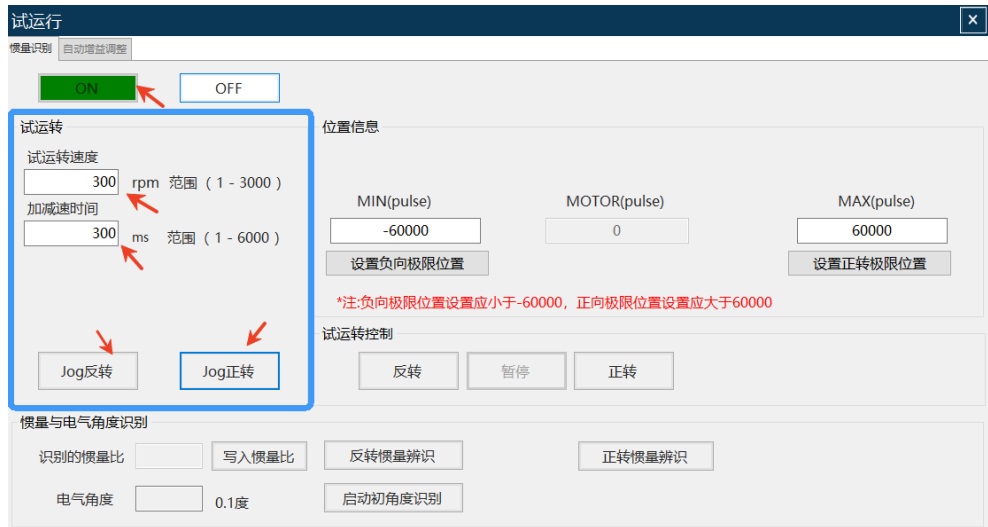 试运行
惯量识别 自动增益调整
ON OFF
试运转
试运转速度
300 rpm 范围（1 - 3000）
加减速时间
300 ms 范围（1 - 6000）
Jog反转 Jog正转
位置信息
MIN(pulse) MOTOR(pulse) MAX(pulse)
-60000 0 60000
设置负向极限位置 设置正转极限位置
*注:负向极限位置设置应小于-60000，正向极限位置设置应大于60000
试运转控制
反转 暂停 正转
惯量与电气角度识别
识别的惯量比 写入惯量比 反转惯量辨识 正转惯量辨识
电气角度 0.1度 启动初角度识别